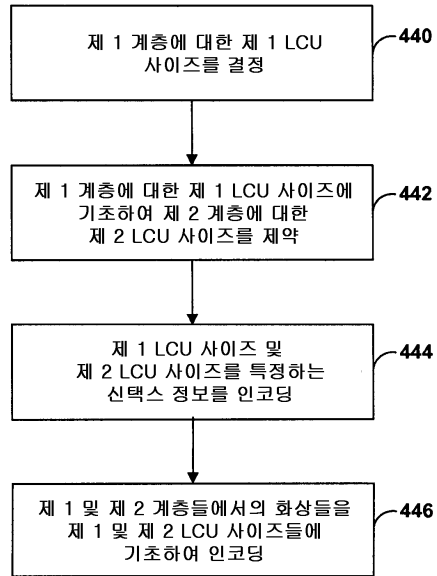 제 1 계층에 대한 제 1 LCU
사이즈를 결정
440
제 1 계층에 대한 제 1 LCU 사이즈에
기초하여 제 2 계층에 대한
제 2 LCU 사이즈를 제약
442
제 1 LCU 사이즈 및
제 2 LCU 사이즈를 특정하는
신택스 정보를 인코딩
444
제 1 및 제 2 계층들에서의 화상들을
제 1 및 제 2 LCU 사이즈들에
기초하여 인코딩
446